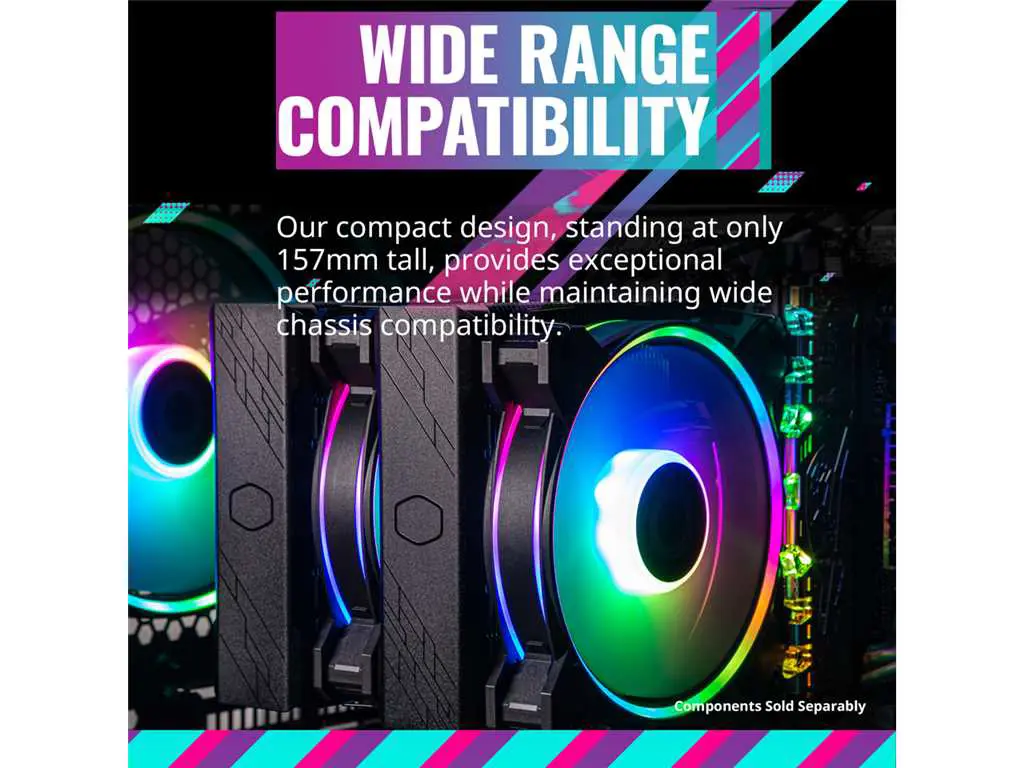 WIDE RANGE
COMPATIBILITY
Our compact design, standing at only
157mm tall, provides exceptional
performance while maintaining wide
chassis compatibility.
Components Sold Separably